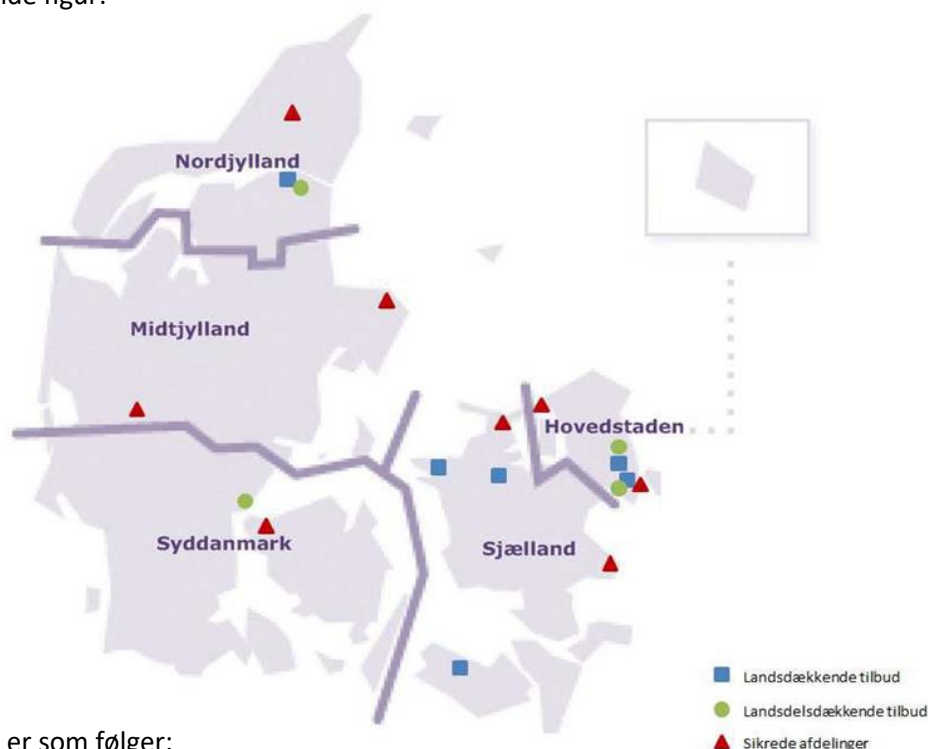 Nordjylland
Midtjylland
Hovedstaden
Syddanmark
Sjælland
Landsdækkende tilbud
Landsdelsdækkende tilbud
Sikrede afdelinger
er som følger: